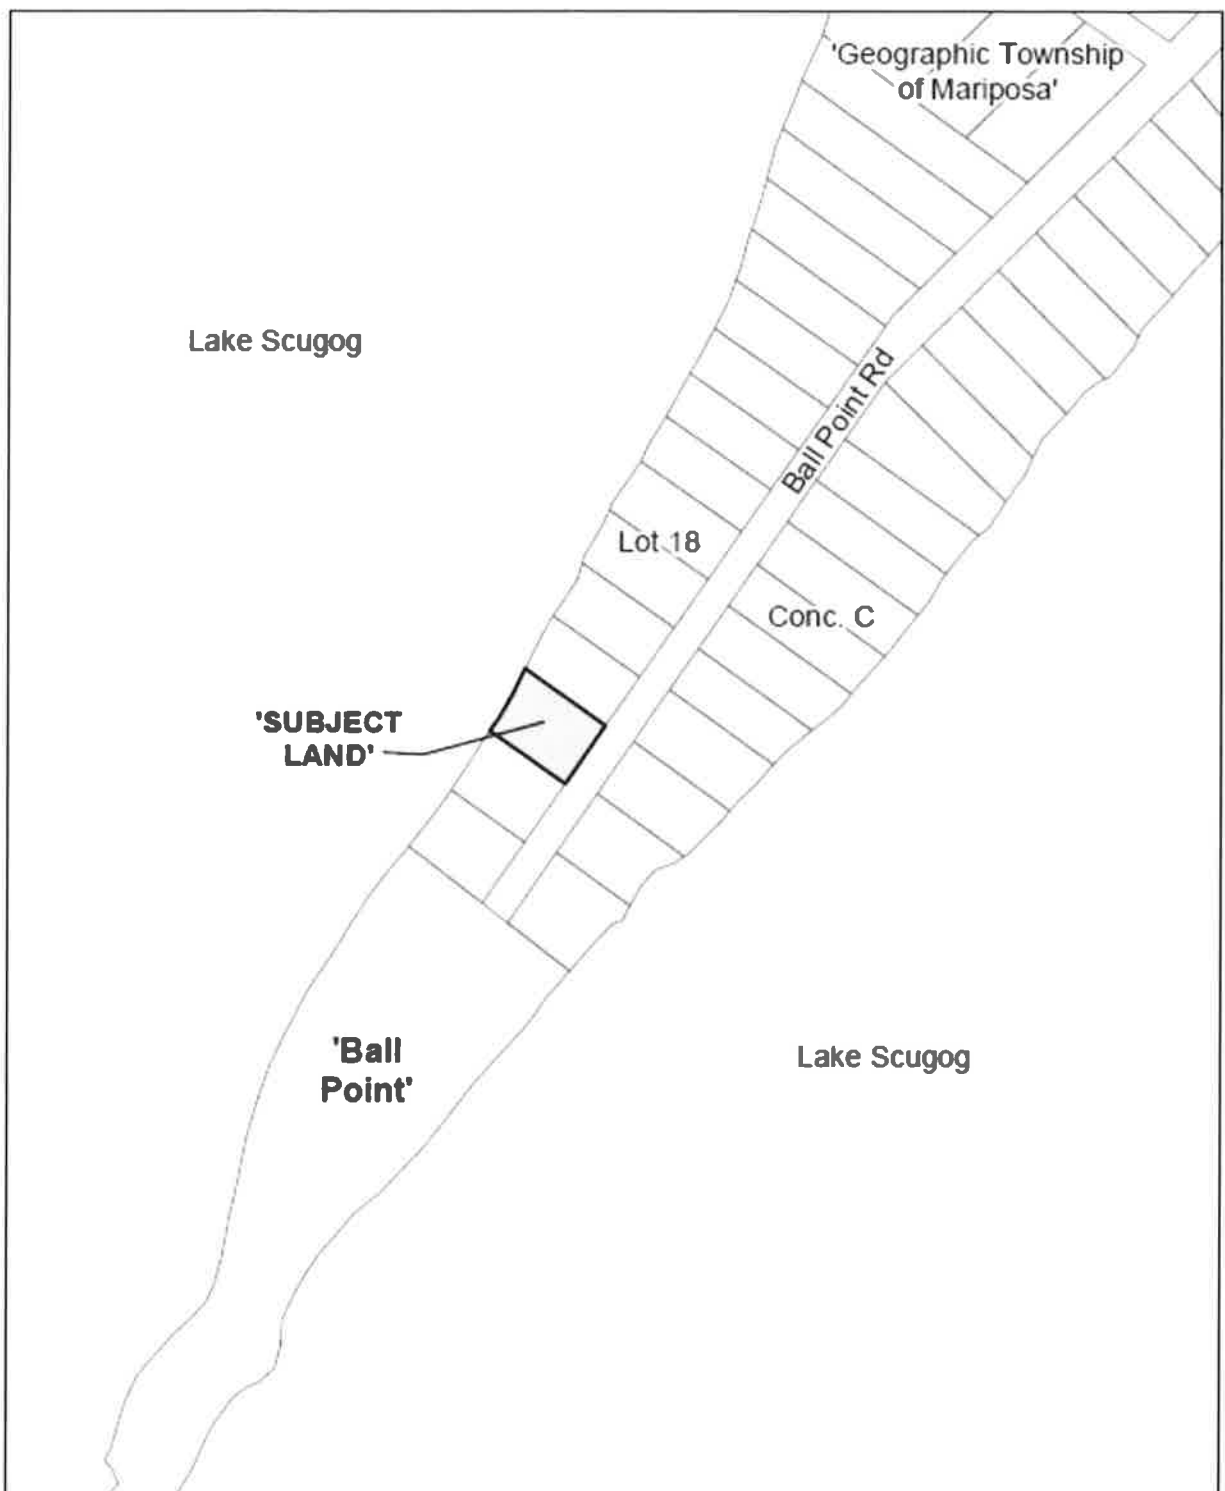 'Geographic Township
of Mariposa'
Lake Scugog
Ball Point Rd
Lot 18
Conc. C
'SUBJECT
LAND'
'Ball
Point'
Lake Scugog